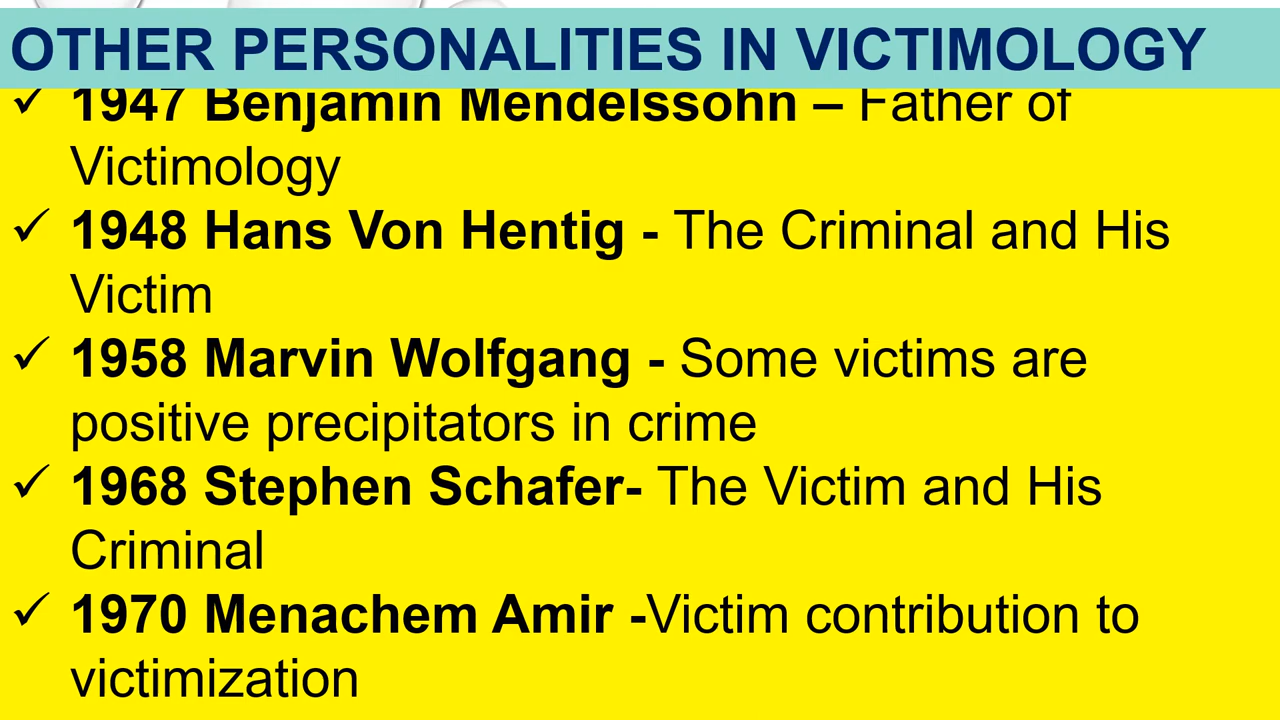 OTHER PERSONALITIES IN VICTIMOLOGY
✓ 1947 Benjamin Mendelssohn – Father of
Victimology
✓ 1948 Hans Von Hentig - The Criminal and His
Victim
✓ 1958 Marvin Wolfgang - Some victims are
positive precipitators in crime
✓ 1968 Stephen Schafer- The Victim and His
Criminal
✓ 1970 Menachem Amir -Victim contribution to
victimization